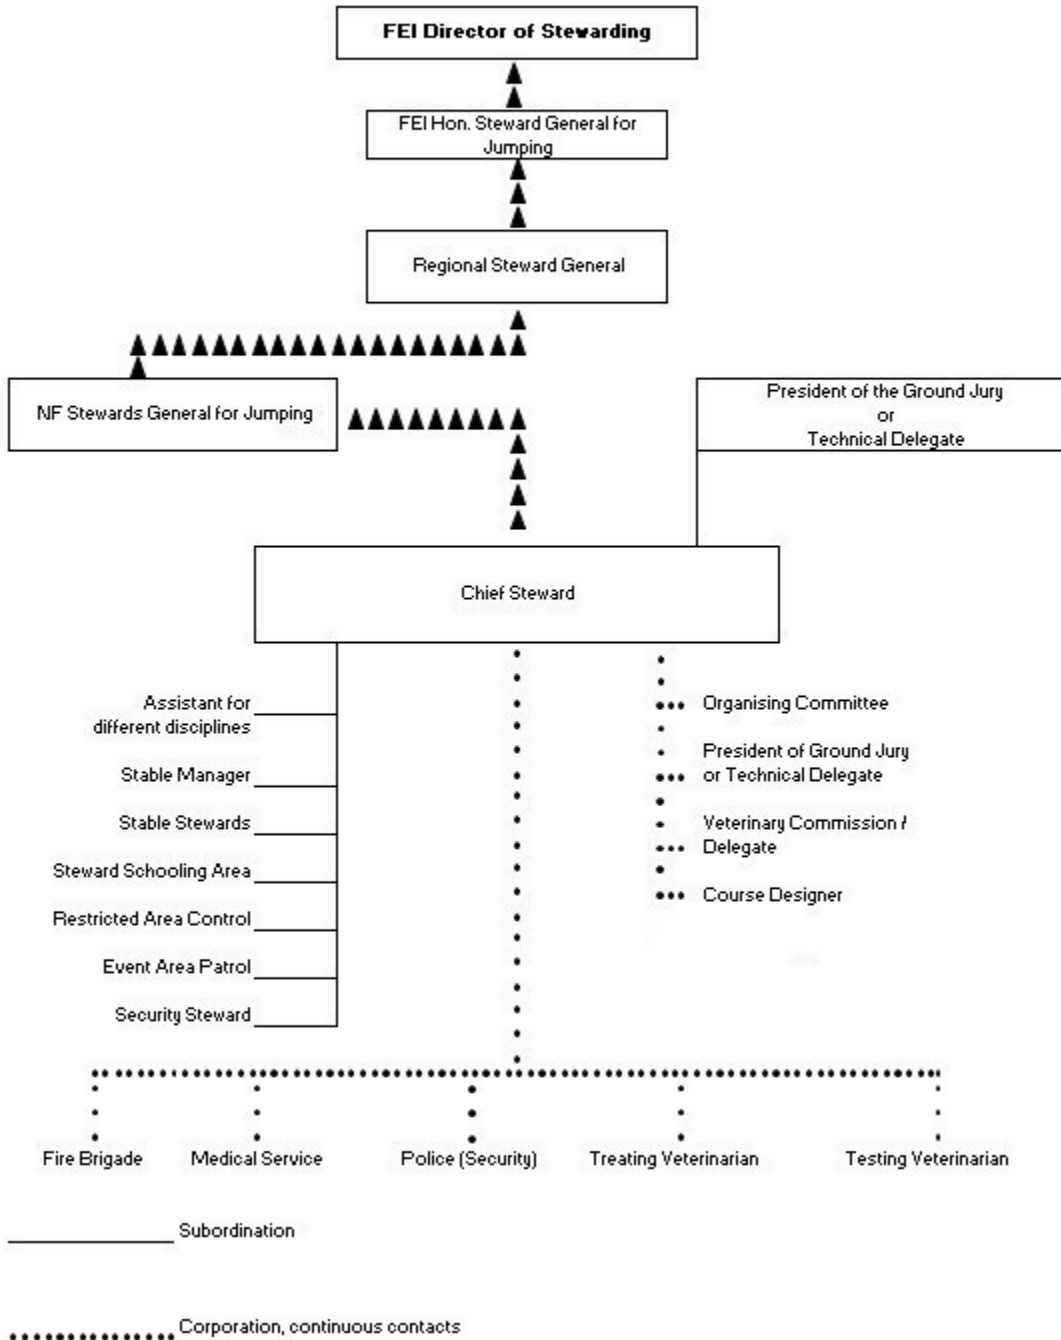 FEI Director of Stewarding
FEI Hon. Steward General for
Jumping
Regional Steward General
NF Stewards General for Jumping
President of the Ground Jury
or
Technical Delegate
Chief Steward
Assistant for
different disciplines
Stable Manager
Stable Stewards
Steward Schooling Area
Restricted Area Control
Event Area Patrol
Security Steward
Organising Committee
President of Ground Jury
or Technical Delegate
Veterinary Commission /
Delegate
Course Designer
Fire Brigade
Medical Service
Police (Security)
Treating Veterinarian
Testing Veterinarian
Subordination
Corporation, continuous contacts